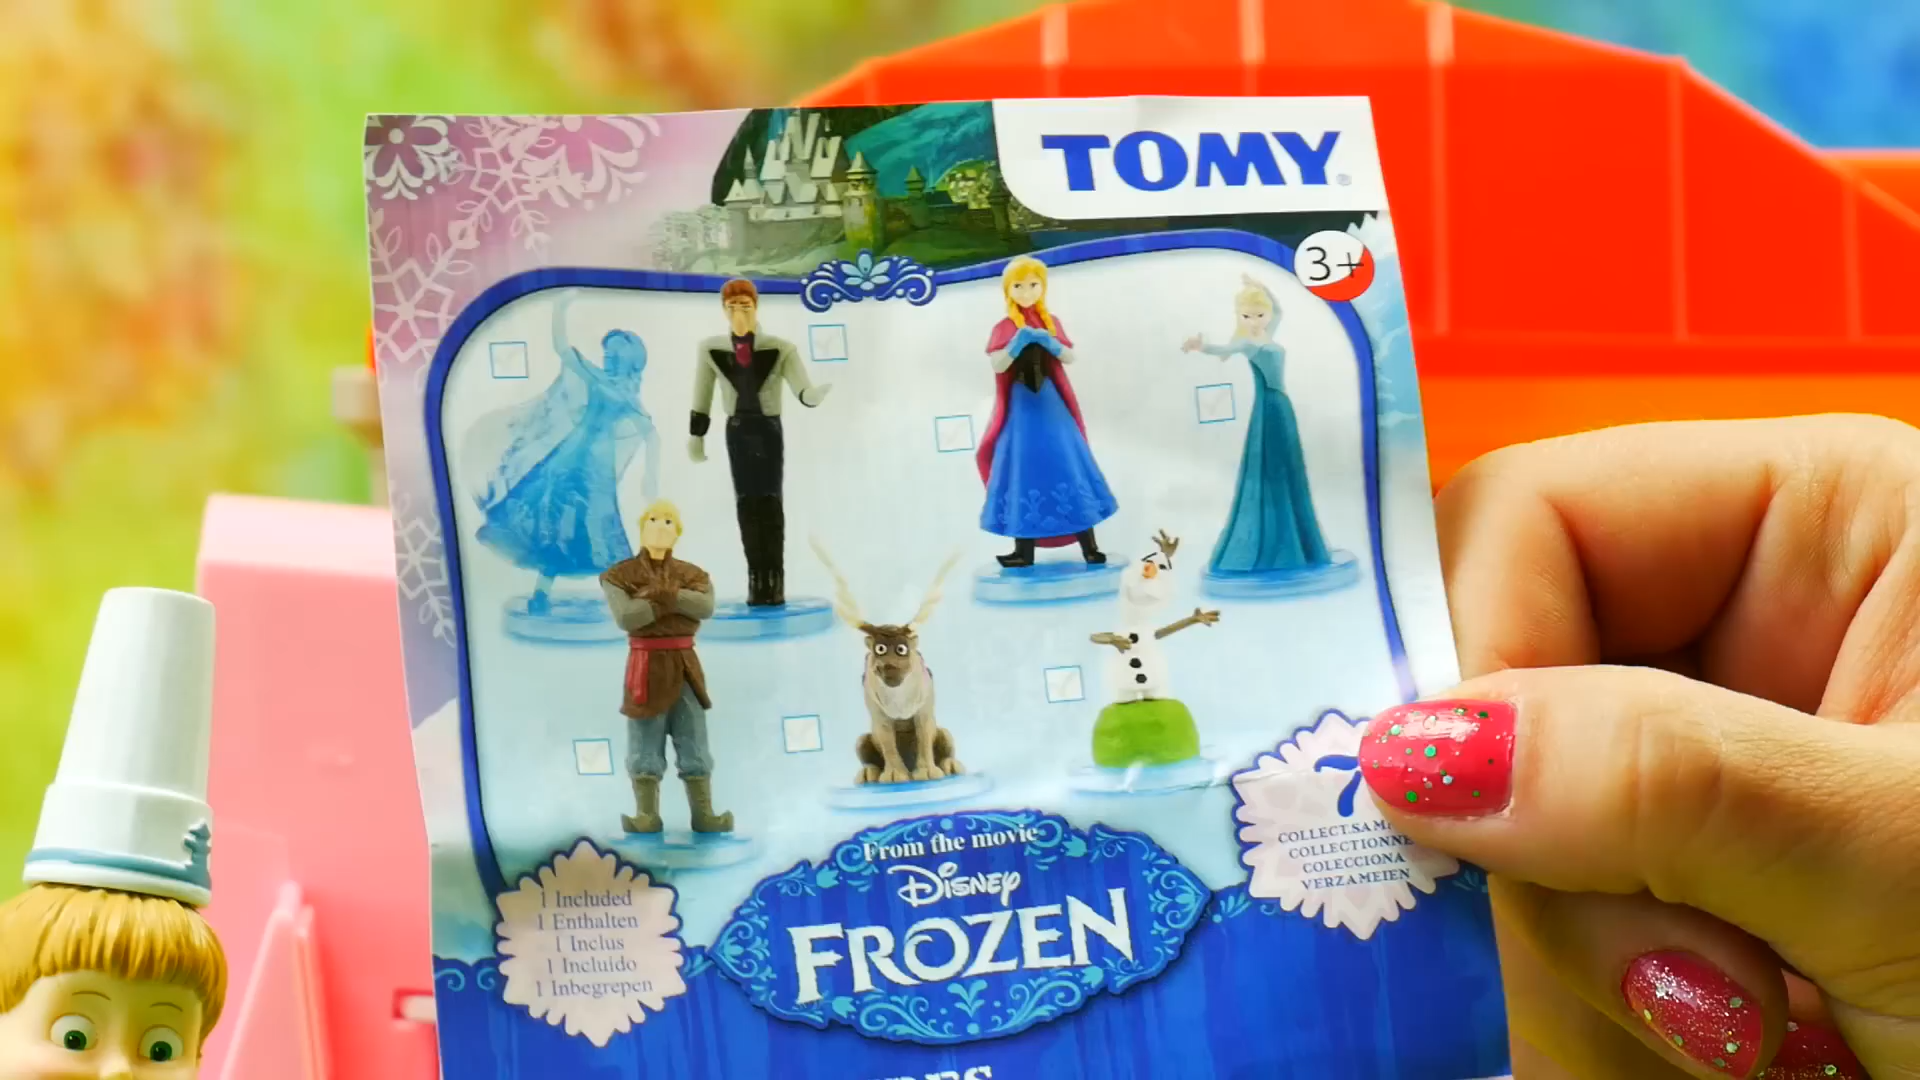 TOMY®
3+
7
COLLECT.SAM
COLLECTIONNE
COLECCIONA
VERZAMELEN
From the movie
Disney
FROZEN
1 Included
1 Enthalten
1 Inclus
1 Incluido
1 Inbegrepen